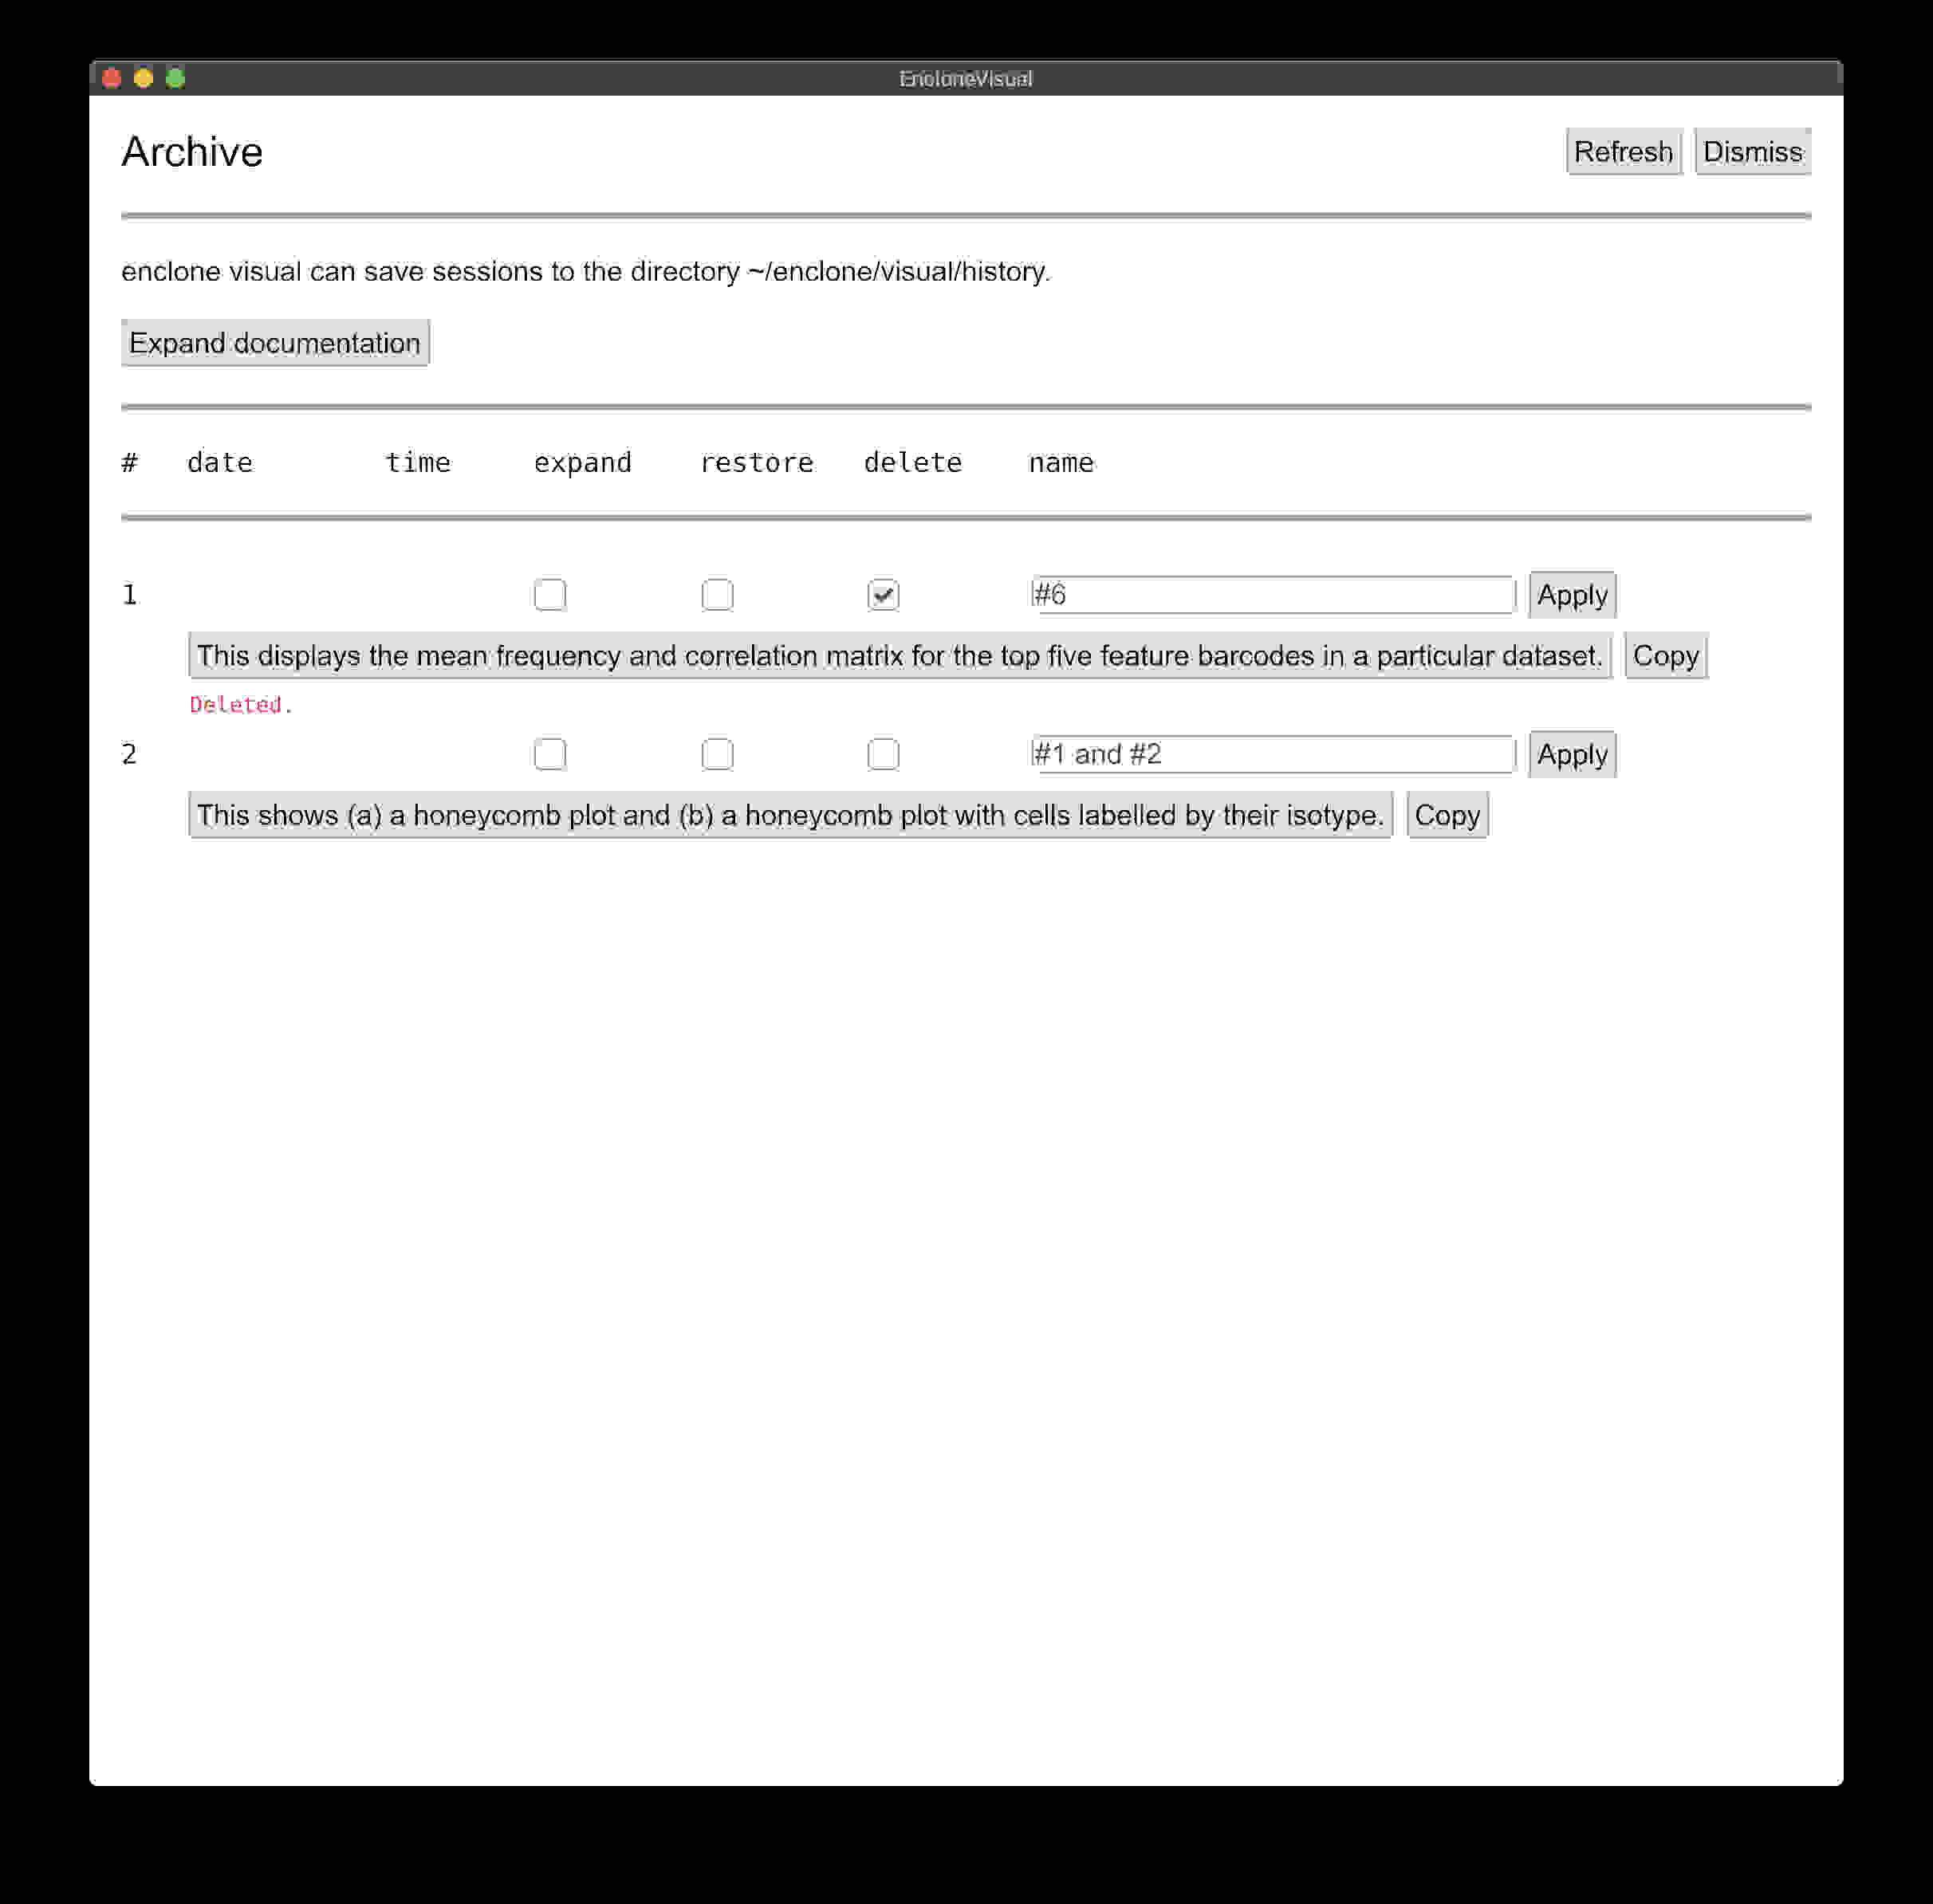 EncloneVisual
Archive Refresh Dismiss
enclone visual can save sessions to the directory ~/enclone/visual/history.
Expand documentation
# date time expand restore delete name
1 #6 Apply
This displays the mean frequency and correlation matrix for the top five feature barcodes in a particular dataset. Copy
Deleted.
2 #1 and #2 Apply
This shows (a) a honeycomb plot and (b) a honeycomb plot with cells labelled by their isotype. Copy